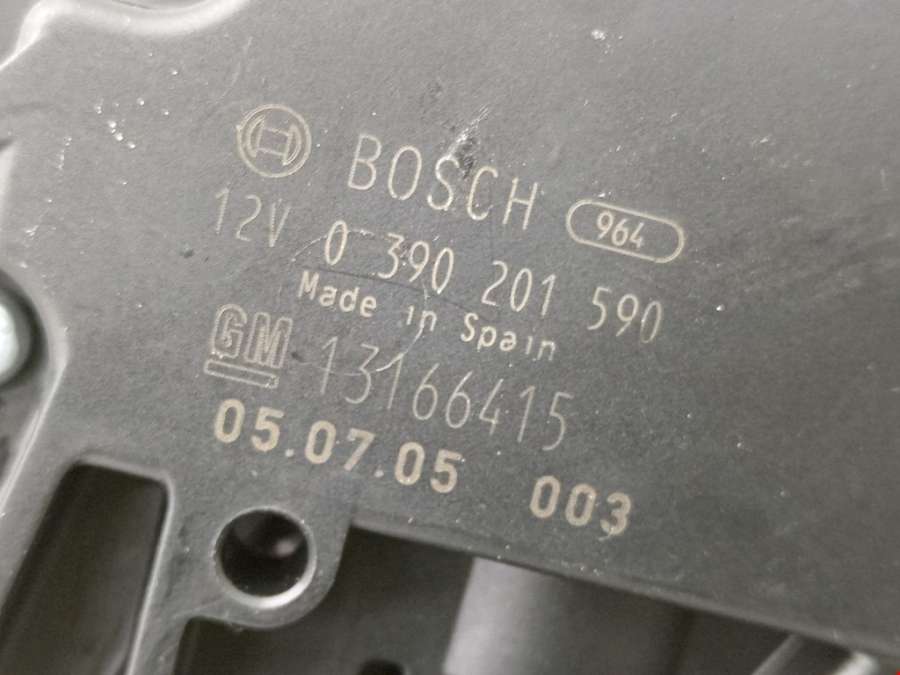 BOSCH 964
12V 0 390 201 590
Made in Spain
GM 13166415
05.07.05 003